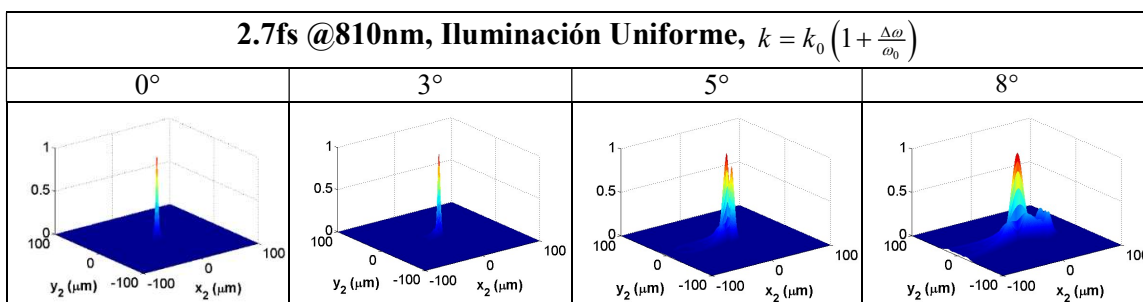 2.7fs @810nm, Iluminación Uniforme, k = k₀ (1 + Δω/ω₀)
0° 3° 5° 8°
1 1 1 1
0.5 0.5 0.5 0.5
0 0 0 0
100 100 100 100 100 100 100 100
0 0 0 0 0 0 0 0
y₂ (μm) -100 -100 x₂ (μm) y₂ (μm) -100 -100 x₂ (μm) y₂ (μm) -100 -100 x₂ (μm) y₂ (μm) -100 -100 x₂ (μm)